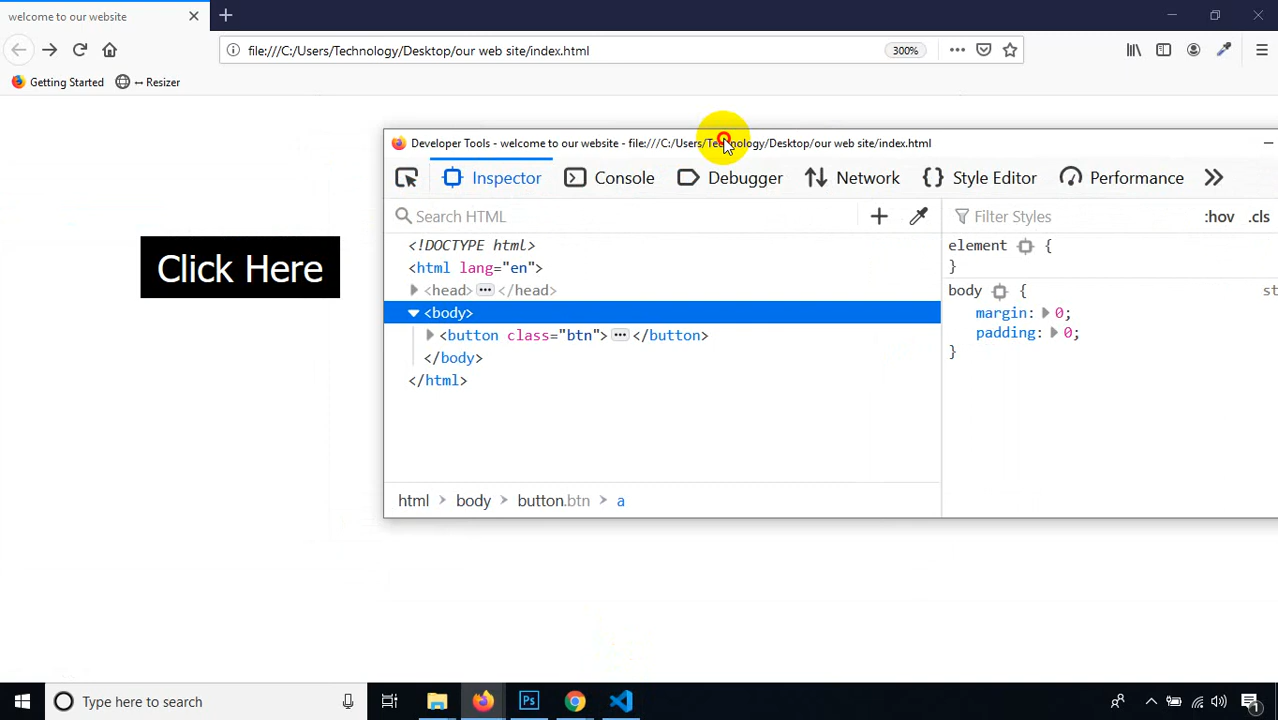 welcome to our website
file:///C:/Users/Technology/Desktop/our web site/index.html
300%
Getting Started
Resizer
Developer Tools - welcome to our website - file:///C:/Users/Technology/Desktop/our web site/index.html
Inspector
Console
Debugger
Network
Style Editor
Performance
Search HTML
Filter Styles
:hov
.cls
<!DOCTYPE html>
<html lang="en">
<head> ••• </head>
<body>
<button class="btn"> ••• </button>
</body>
</html>
element {
}
body {
st
margin: 0;
padding: 0;
}
Click Here
html > body > button.btn > a
Type here to search
Ps
1